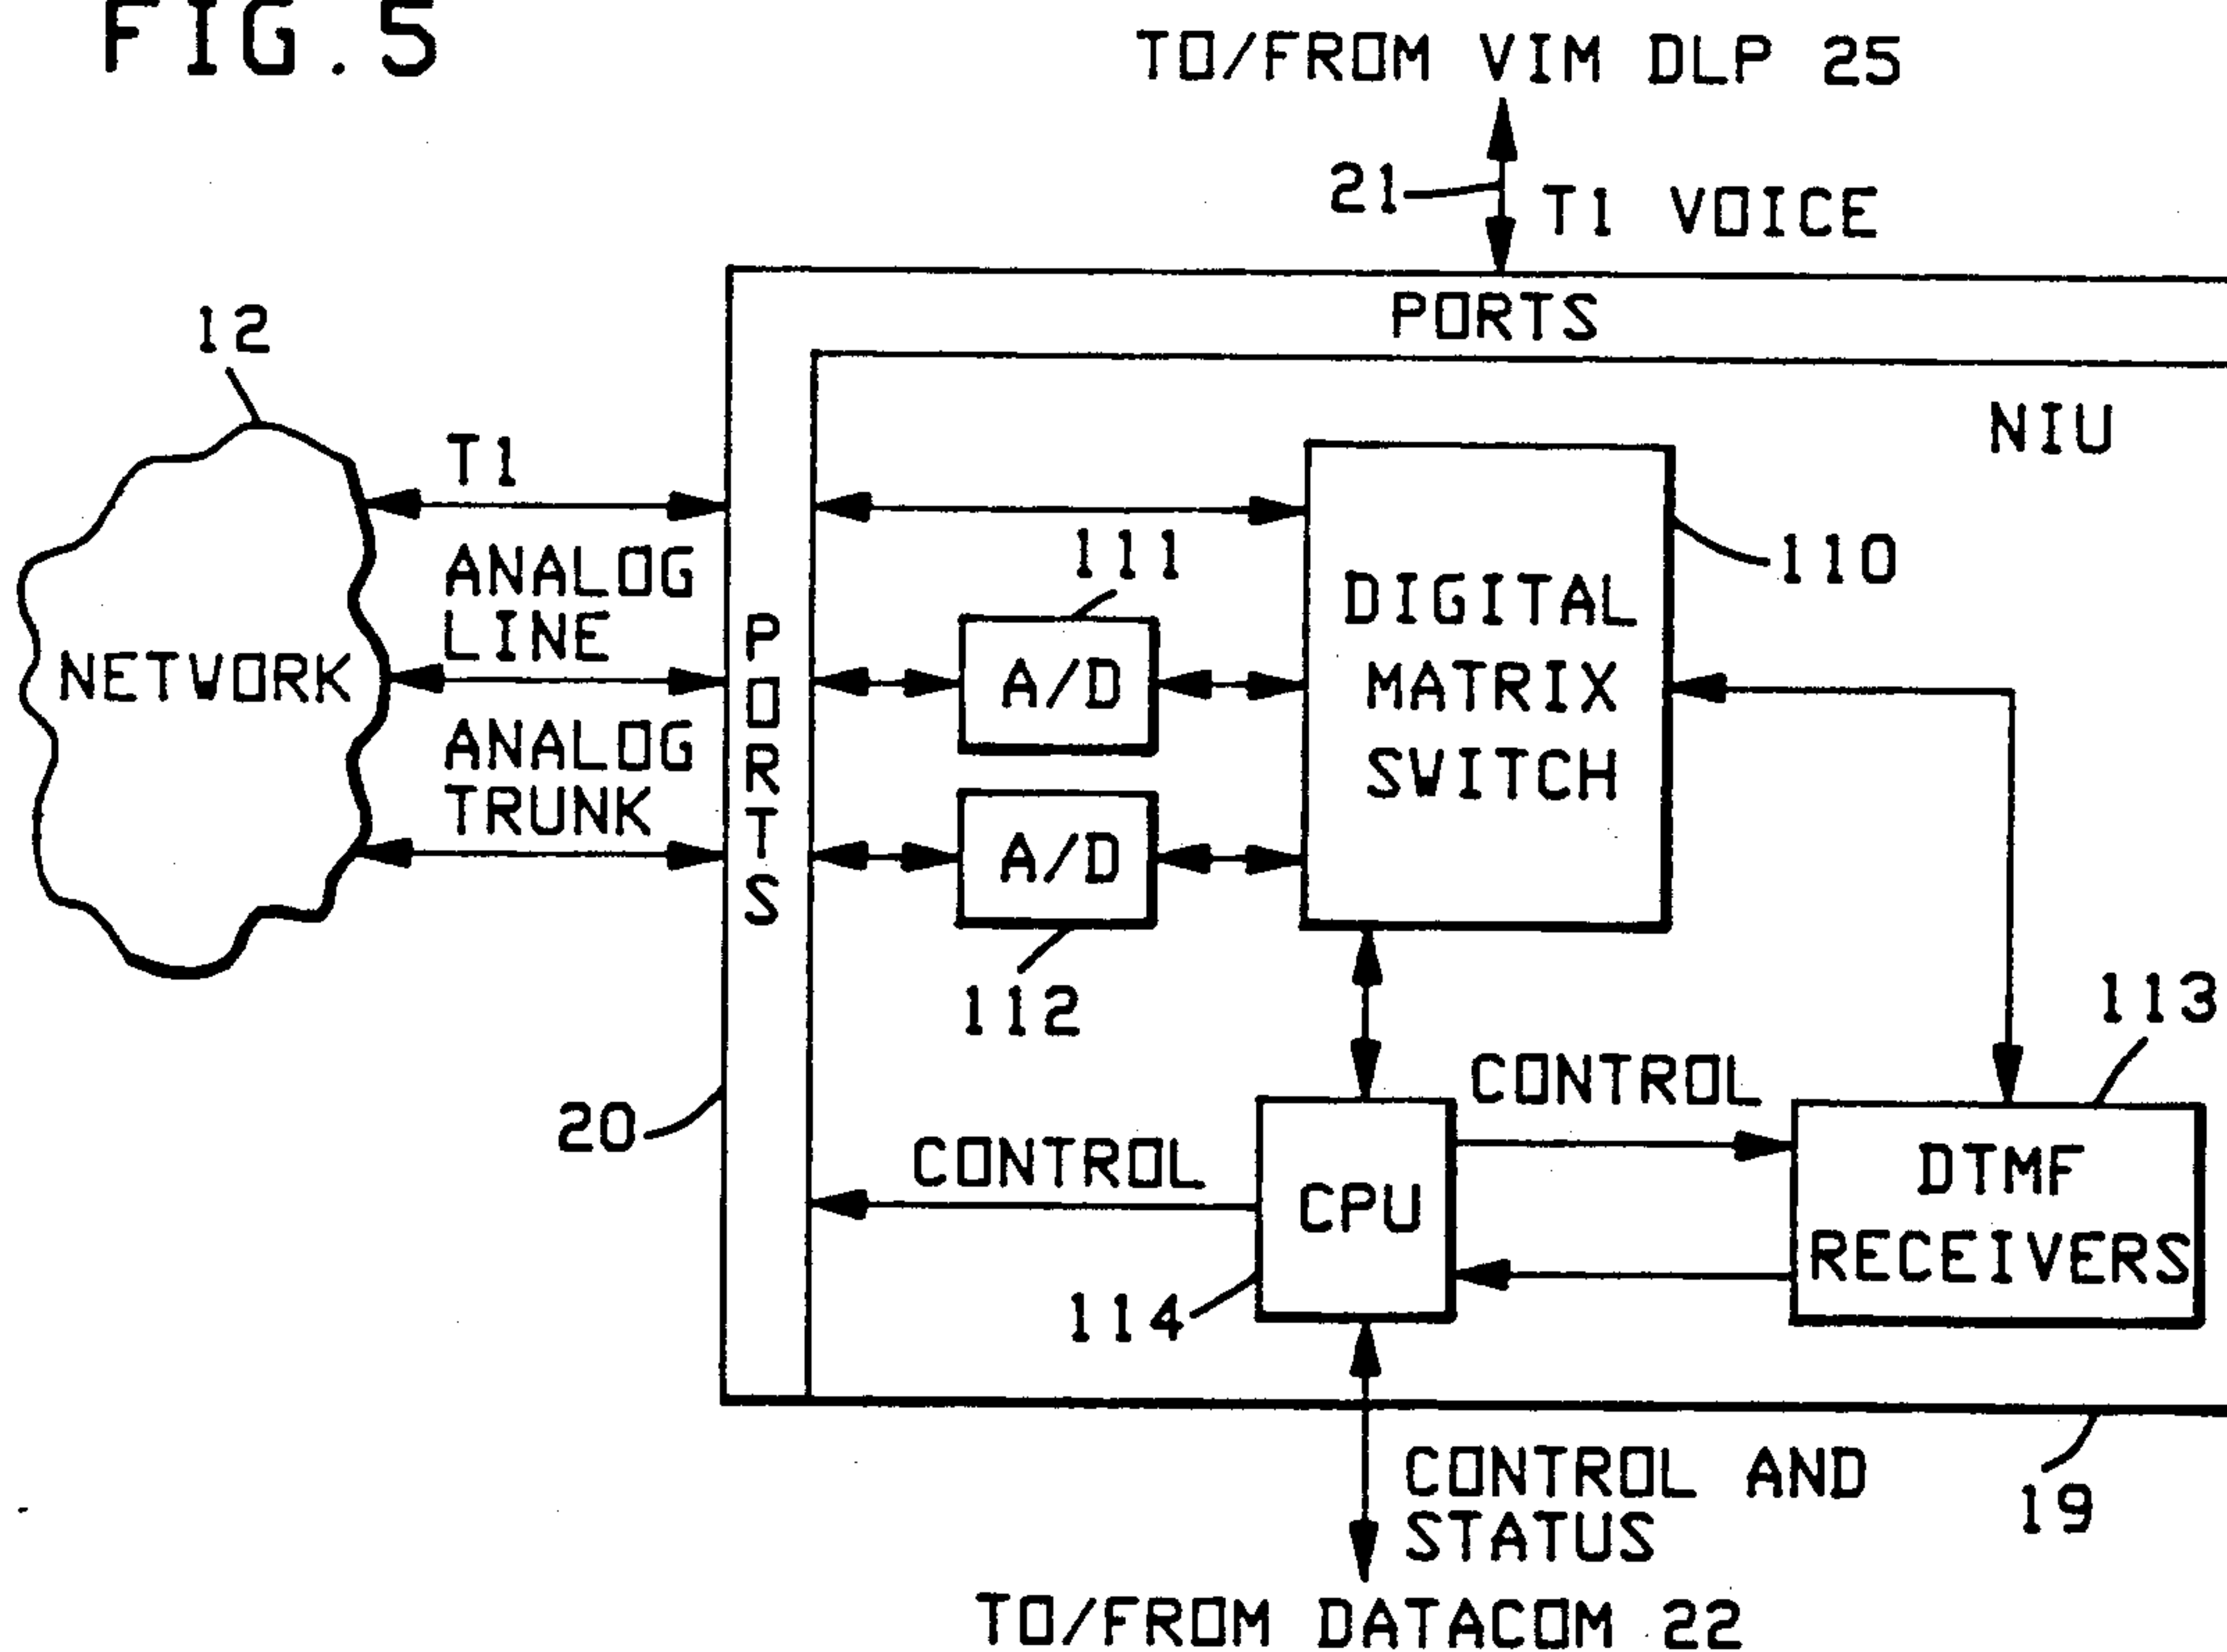 FIG.5
TO/FROM VIM DLP 25
21
T1 VOICE
PORTS
12
NIU
T1
111
110
ANALOG
LINE
DIGITAL
MATRIX
SWITCH
PORTS
A/D
NETWORK
ANALOG
TRUNK
A/D
112
113
CONTROL
20
CONTROL
CPU
DTMF
RECEIVERS
114
CONTROL AND
STATUS
19
TO/FROM DATACOM 22